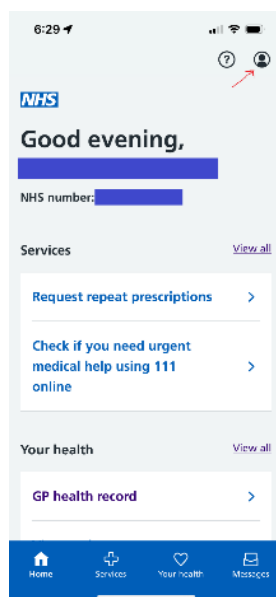 6:29
NHS
Good evening,
NHS number:
Services View all
Request repeat prescriptions
Check if you need urgent
medical help using 111
online
Your health View all
GP health record
Home Services Your health Messages